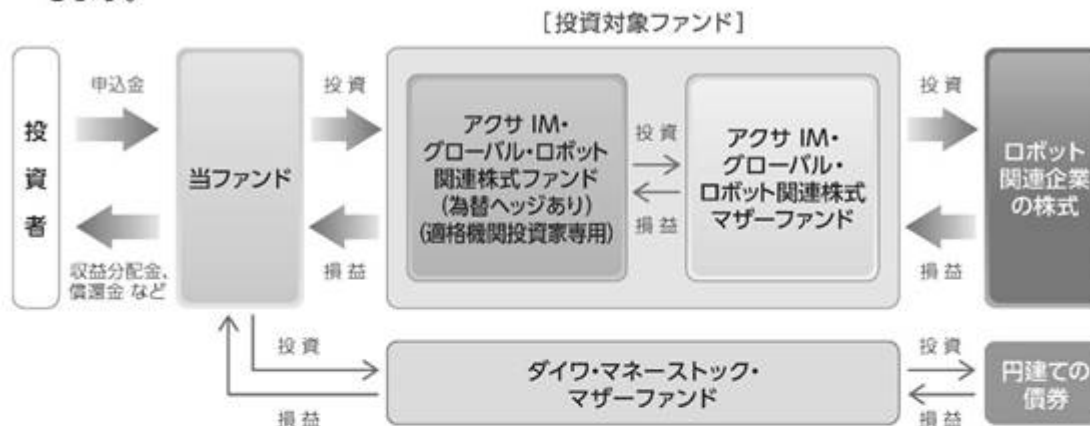 [投資対象ファンド]
投
資
者
申込金
収益分配金、
償還金 など
当ファンド
投 資
損 益
アクサ IM・
グローバル・ロボット
関連株式ファンド
(為替ヘッジあり)
(適格機関投資家専用)
投 資
損 益
アクサ IM・
グローバル・
ロボット関連株式
マザーファンド
投 資
損 益
ロボット
関連企業
の株式
投 資
損 益
ダイワ・マネーストック・
マザーファンド
投 資
損 益
円建ての
債券